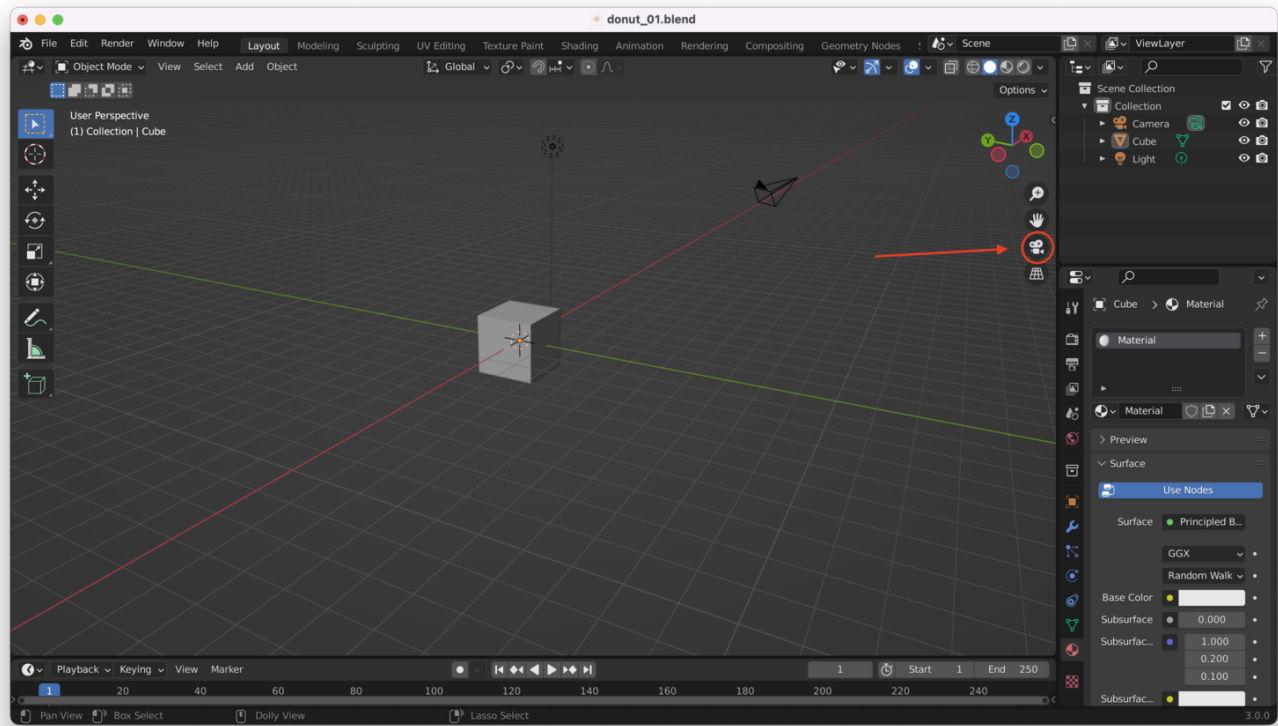 donut_01.blend
File Edit Render Window Help Layout Modeling Sculpting UV Editing Texture Paint Shading Animation Rendering Compositing Geometry Nodes Scene ViewLayer
Object Mode View Select Add Object Global
Options
User Perspective
(1) Collection | Cube
Z
Y
X
Scene Collection
Collection
Camera
Cube
Light
Cube > Material
Material
Material
Preview
Surface
Use Nodes
Surface Principled B...
GGX
Random Walk
Base Color
Subsurface 0.000
Subsurfac... 1.000
0.200
0.100
Subsurfac...
Playback Keying View Marker 1 Start 1 End 250
1 20 40 60 80 100 120 140 160 180 200 220 240
Pan View Box Select Dolly View Lasso Select 3.0.0